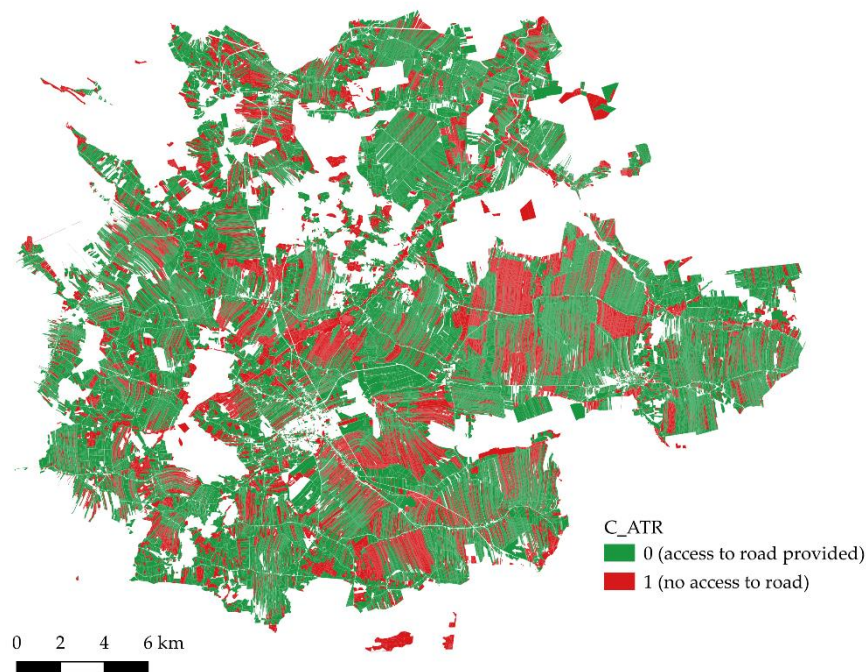 C_ATR
0 (access to road provided)
1 (no access to road)
0 2 4 6 km